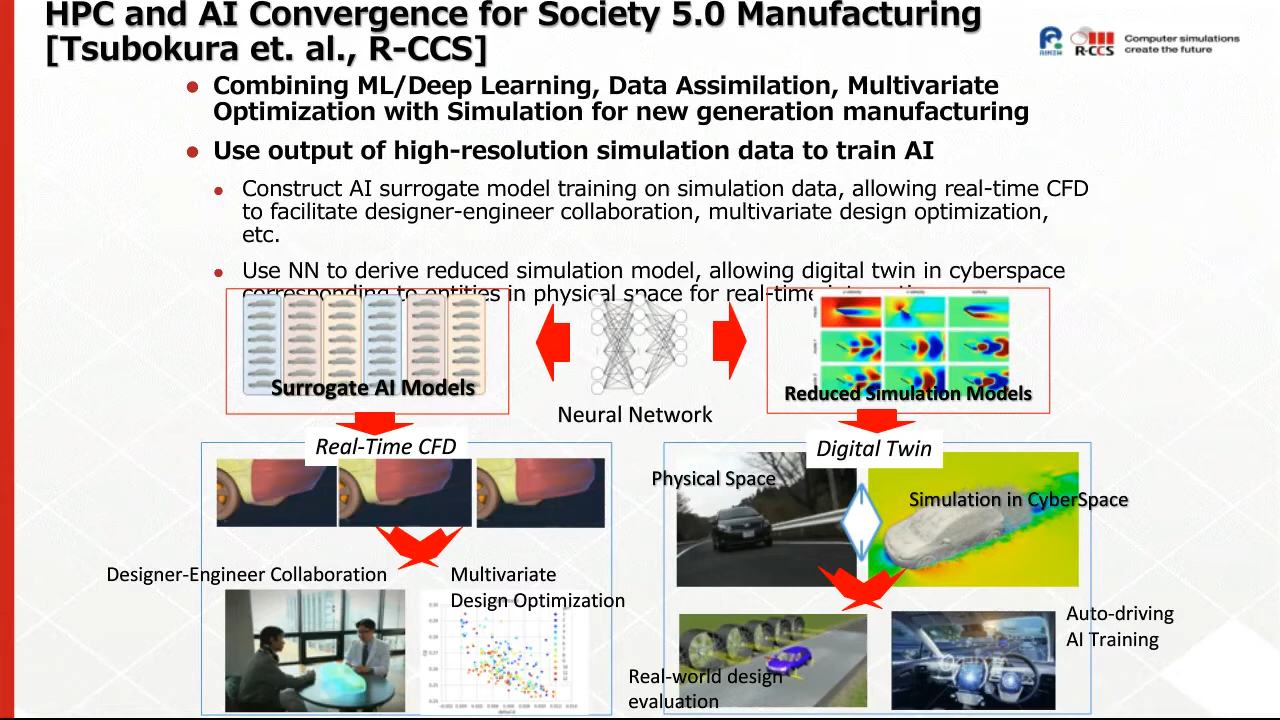 HPC and AI Convergence for Society 5.0 Manufacturing
[Tsubokura et. al., R-CCS]
R-CCS
Computer simulations
create the future
Combining ML/Deep Learning, Data Assimilation, Multivariate
Optimization with Simulation for new generation manufacturing
Use output of high-resolution simulation data to train AI
Construct AI surrogate model training on simulation data, allowing real-time CFD
to facilitate designer-engineer collaboration, multivariate design optimization,
etc.
Use NN to derive reduced simulation model, allowing digital twin in cyberspace
corresponding to entities in physical space for real-time
Surrogate AI Models
Neural Network
Reduced Simulation Models
Real-Time CFD
Digital Twin
Physical Space
Simulation in CyberSpace
Designer-Engineer Collaboration
Multivariate
Design Optimization
Auto-driving
AI Training
Real-world design
evaluation